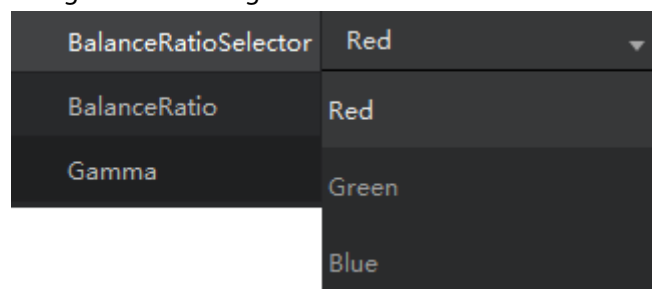 BalanceRatioSelector Red
BalanceRatio Red
Gamma
Green
Blue